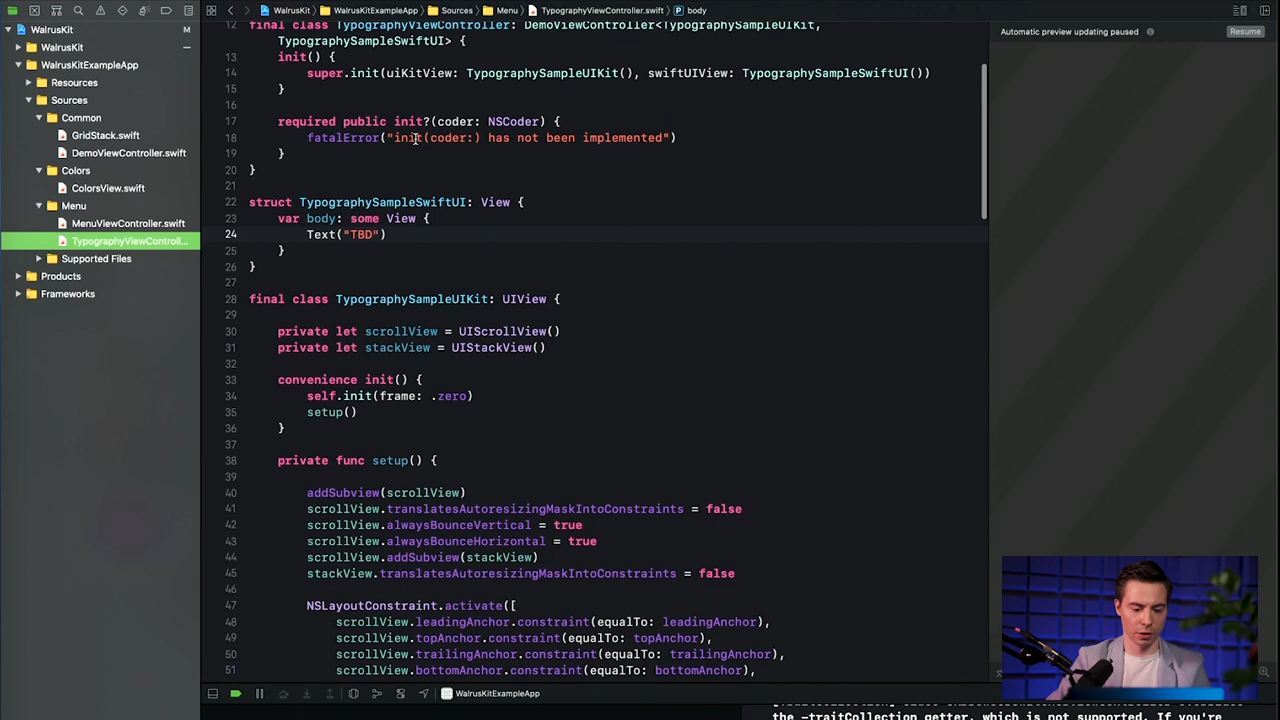 WalrusKit
M
WalrusKit
WalrusKitExampleApp
Resources
Sources
Common
GridStack.swift
DemoViewController.swift
Colors
ColorsView.swift
Menu
MenuViewController.swift
TypographyViewControll...
Supported Files
Products
Frameworks
WalrusKit WalrusKitExampleApp Sources Menu TypographyViewController.swift P body
12 final class TypographyViewController: DemoViewController<TypographySampleUIKit,
TypographySampleSwiftUI> {
13 init() {
14 super.init(uiKitView: TypographySampleUIKit(), swiftUIView: TypographySampleSwiftUI())
15 }
16
17 required public init?(coder: NSCoder) {
18 fatalError("init(coder:) has not been implemented")
19 }
20 }
21
22 struct TypographySampleSwiftUI: View {
23 var body: some View {
24 Text("TBD")
25 }
26 }
27
28 final class TypographySampleUIKit: UIView {
29
30 private let scrollView = UIScrollView()
31 private let stackView = UIStackView()
32
33 convenience init() {
34 self.init(frame: .zero)
35 setup()
36 }
37
38 private func setup() {
39
40 addSubview(scrollView)
41 scrollView.translatesAutoresizingMaskIntoConstraints = false
42 scrollView.alwaysBounceVertical = true
43 scrollView.alwaysBounceHorizontal = true
44 scrollView.addSubview(stackView)
45 stackView.translatesAutoresizingMaskIntoConstraints = false
46
47 NSLayoutConstraint.activate([
48 scrollView.leadingAnchor.constraint(equalTo: leadingAnchor),
49 scrollView.topAnchor.constraint(equalTo: topAnchor),
50 scrollView.trailingAnchor.constraint(equalTo: trailingAnchor),
51 scrollView.bottomAnchor.constraint(equalTo: bottomAnchor),
Automatic preview updating paused
Resume
WalrusKitExampleApp
the -traitCollection getter, which is not supported. If you're